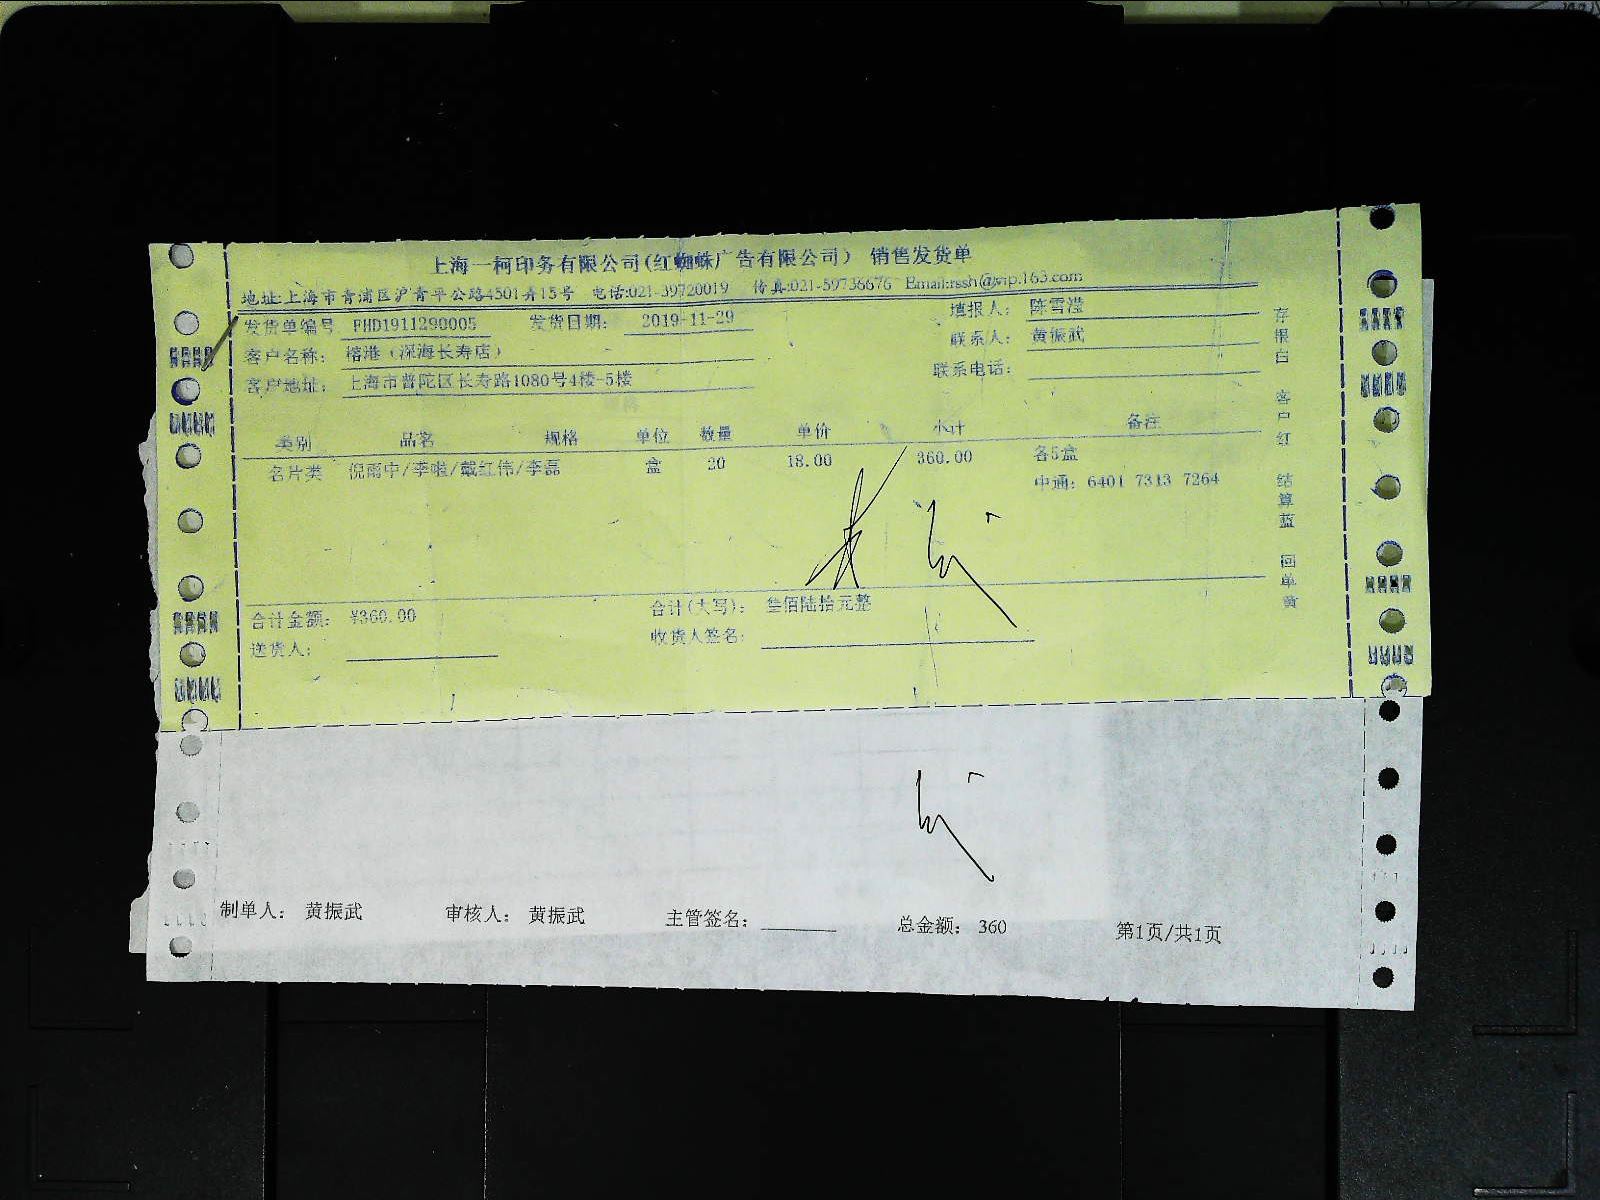 上海一柯印务有限公司(红蜘蛛广告有限公司) 销售发货单
地址:上海市青浦区沪青平公路4501弄15号 电话:021-39720019 传真:021-59736676 Email:rssh@vip.163.com
发货单编号 FHD1911290005 发货日期: 2019-11-29 填报人: 陈雪滢
客户名称: 榕港（深海长寿店） 联系人: 黄振武
客户地址: 上海市普陀区长寿路1080号4楼-5楼 联系电话:
类别 品名 规格 单位 数量 单价 小计 备注
名片类 倪雨中/李啦/戴红伟/李磊 盒 20 18.00 360.00 各5盒
中通: 6401 7313 7264
合计金额: ¥360.00 合计(大写): 叁佰陆拾元整
送货人: 收货人签名:
存根白 客户红 结算蓝 回单黄
制单人: 黄振武 审核人: 黄振武 主管签名: 总金额: 360 第1页/共1页